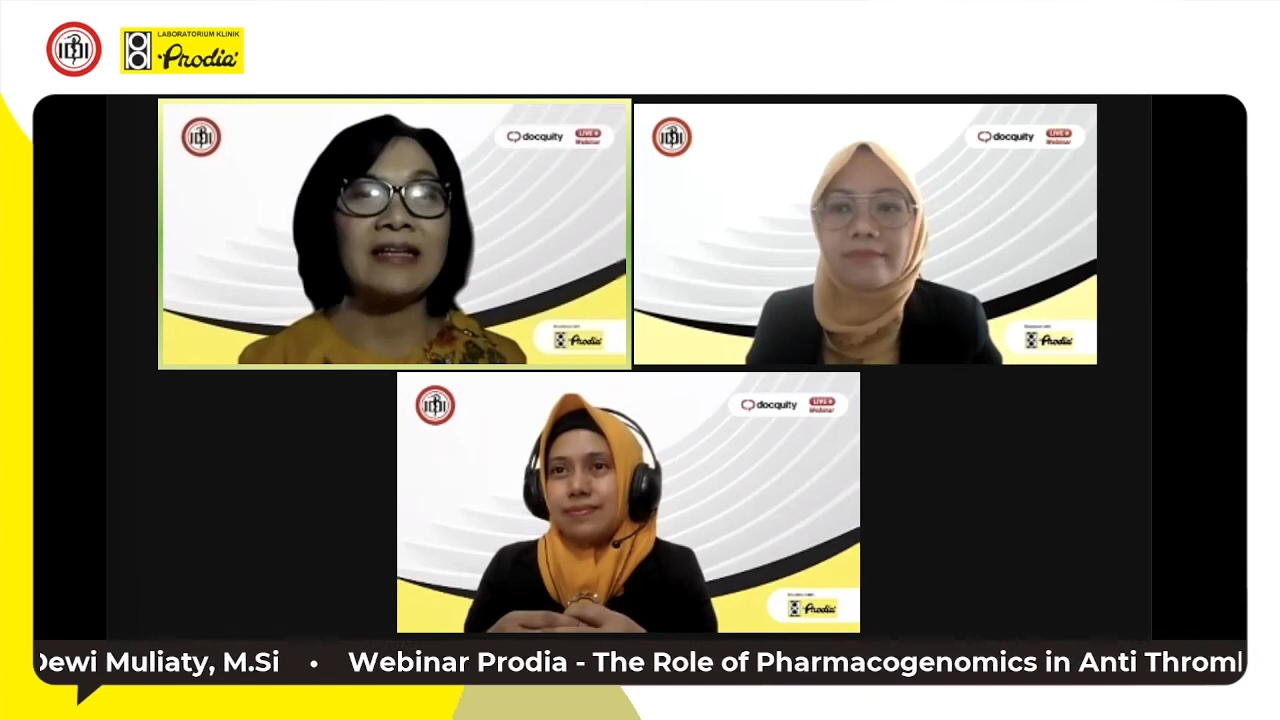 IDI
LABORATORIUM KLINIK
Prodia
docquity
LIVE
Webinar
Prodia
docquity
LIVE
Webinar
Prodia
docquity
LIVE
Webinar
Prodia
Dewi Muliaty, M.Si • Webinar Prodia - The Role of Pharmacogenomics in Anti Thromb